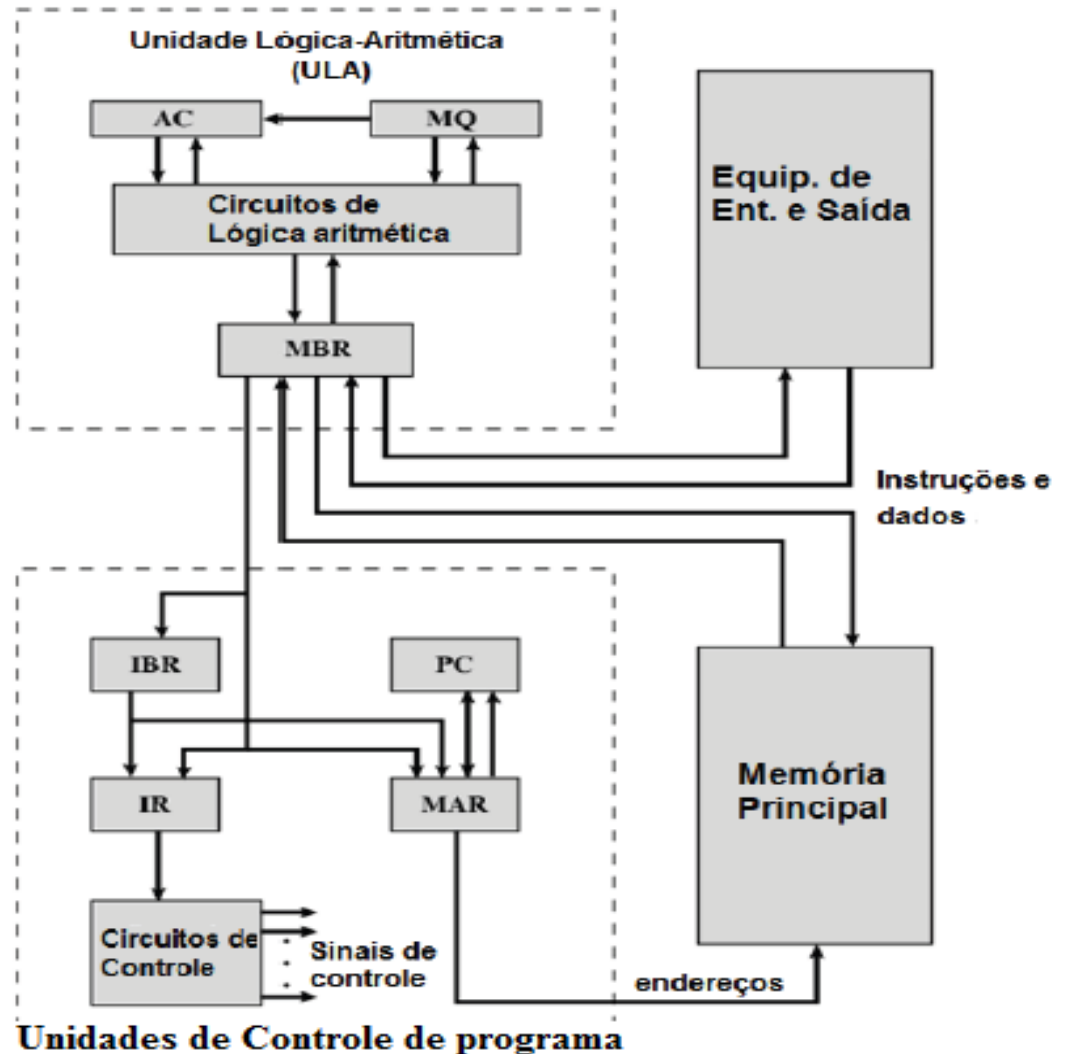 Unidade Lógica-Aritmética
(ULA)
AC
MQ
Circuitos de
Lógica aritmética
MBR
Equip. de
Ent. e Saída
Instruções e
dados
IBR
PC
IR
MAR
Memória
Principal
Circuitos de
Controle
Sinais de
controle
endereços
Unidades de Controle de programa